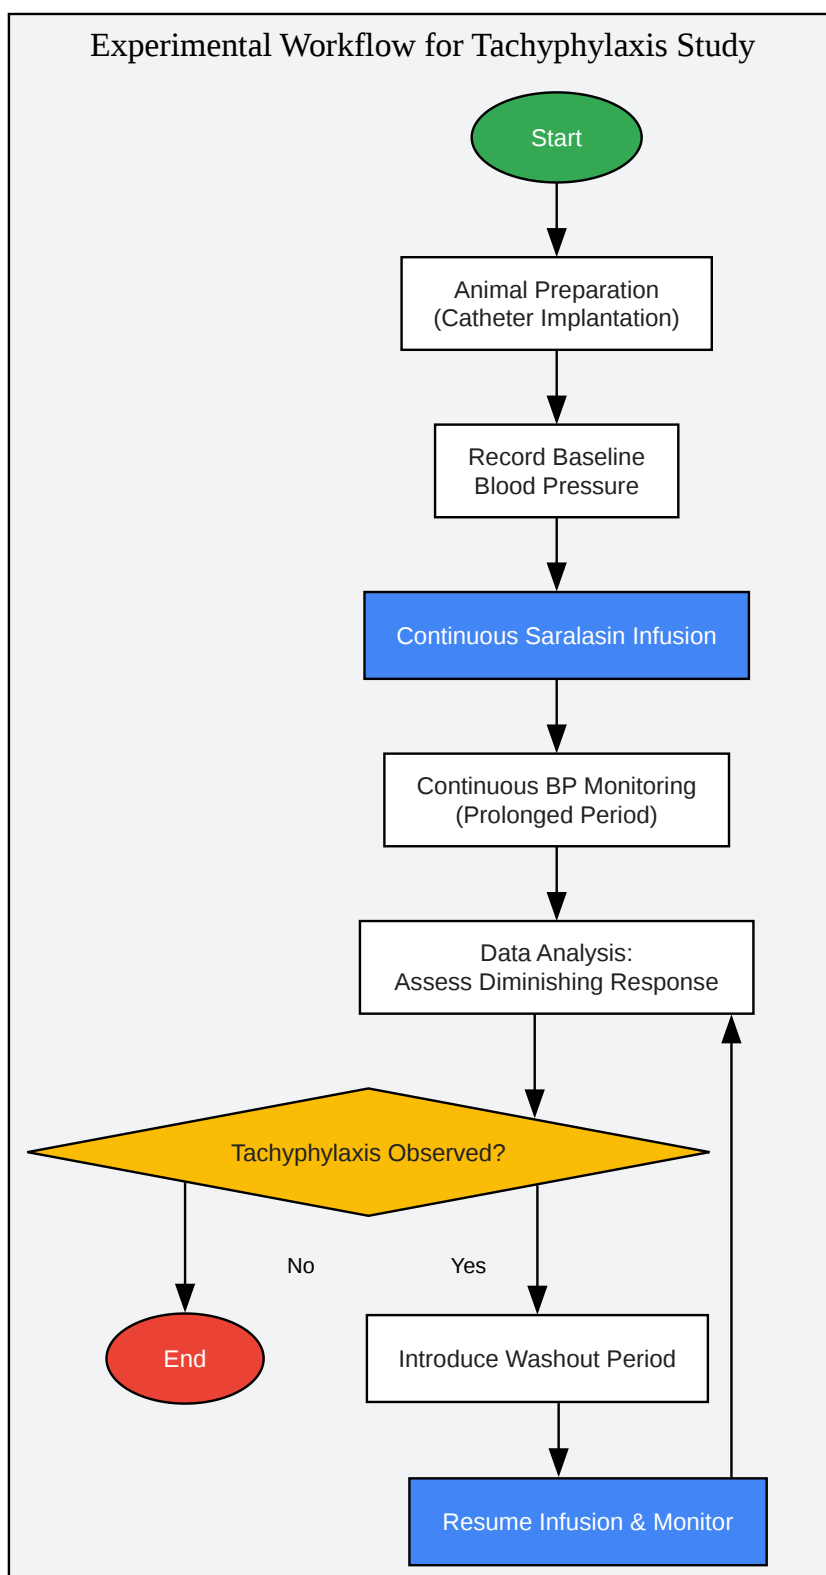 Experimental Workflow for Tachyphylaxis Study
Start
Animal Preparation
(Catheter Implantation)
Record Baseline
Blood Pressure
Continuous Saralasin Infusion
Continuous BP Monitoring
(Prolonged Period)
Data Analysis:
Assess Diminishing Response
Tachyphylaxis Observed?
No
Yes
End
Introduce Washout Period
Resume Infusion & Monitor